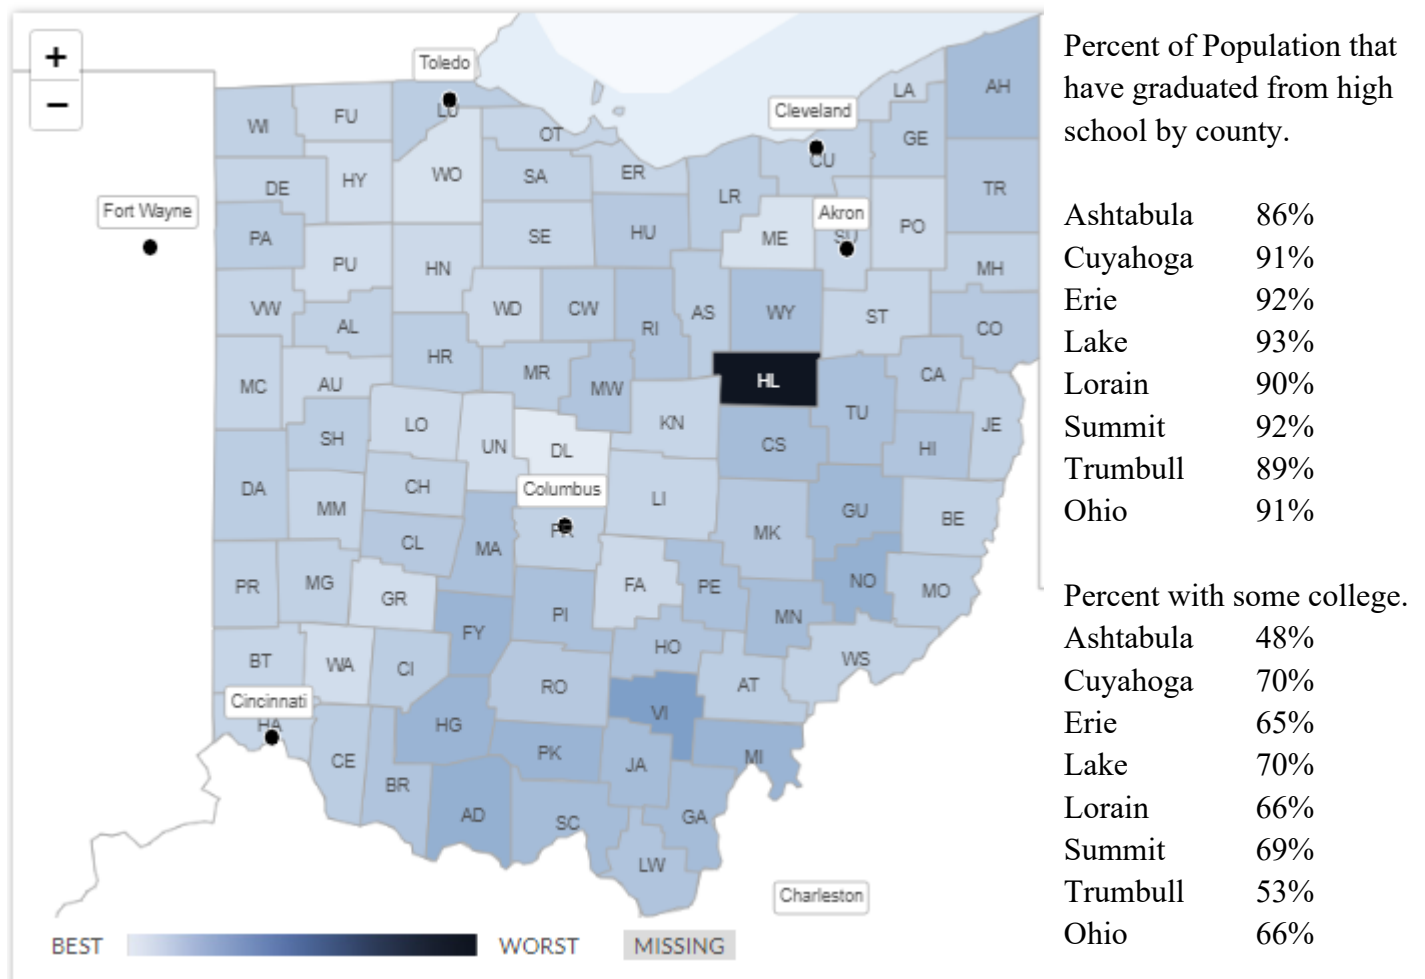 +
−
Toledo
Cleveland
Akron
Fort Wayne
Columbus
Cincinnati
Charleston
WI FU LU OT LA AH
DE HY WO SA ER CU GE
PA PU HN SE HU LR ME SU PO TR
VW AL WD CW RI AS WY ST MH
MC AU HR MR MW HL CO
SH LO UN DL KN CS TU CA JE
DA MM CH LI MK GU HI BE
CL MA FR
PR MG GR FA PE MN NO MO
FY PI HO WS
BT WA CI RO AT
HA HG VI MI
CE BR PK JA
AD SC GA
LW
BEST WORST MISSING
Percent of Population that
have graduated from high
school by county.
Ashtabula 86%
Cuyahoga 91%
Erie 92%
Lake 93%
Lorain 90%
Summit 92%
Trumbull 89%
Ohio 91%
Percent with some college.
Ashtabula 48%
Cuyahoga 70%
Erie 65%
Lake 70%
Lorain 66%
Summit 69%
Trumbull 53%
Ohio 66%